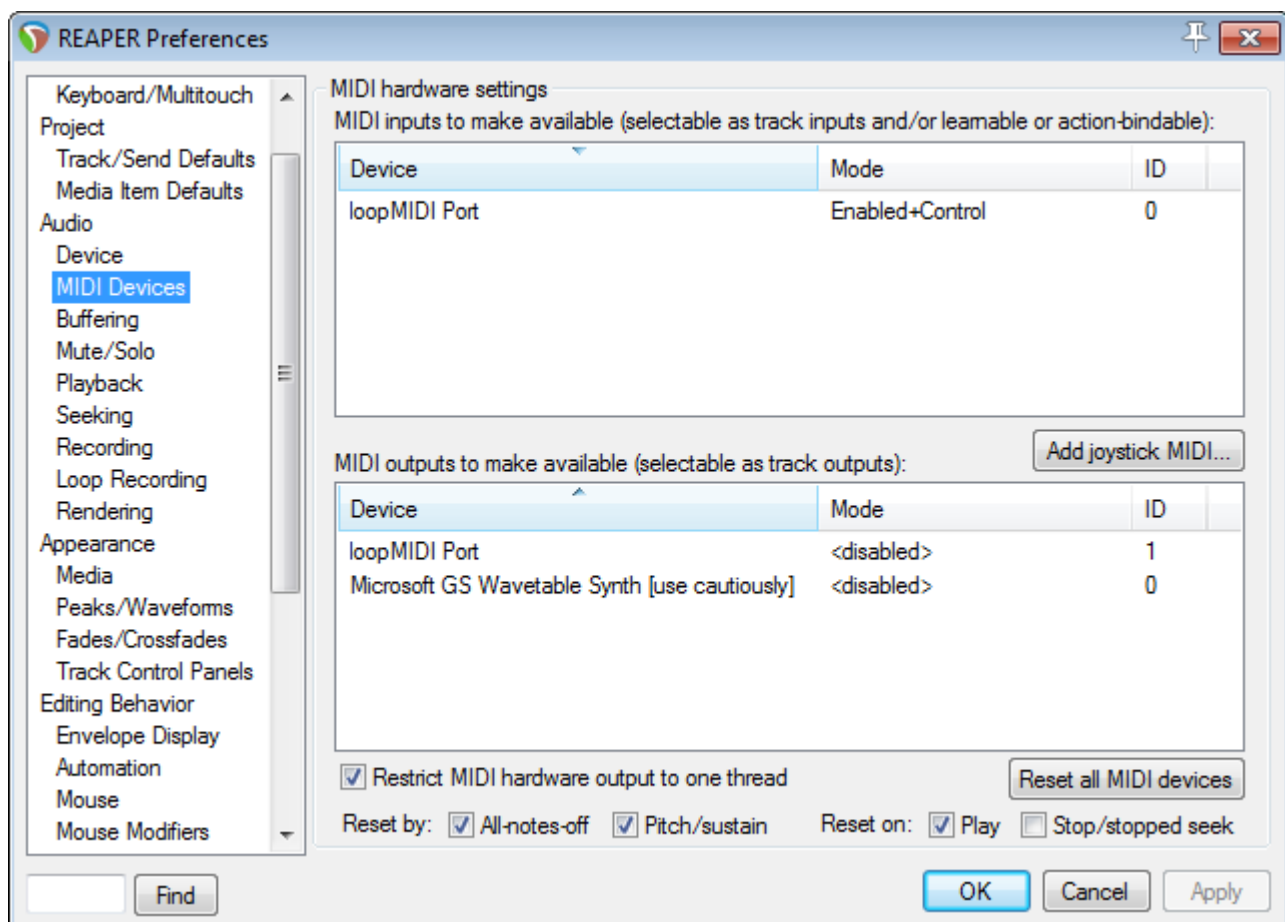 REAPER Preferences
Keyboard/Multitouch
Project
Track/Send Defaults
Media Item Defaults
Audio
Device
MIDI Devices
Buffering
Mute/Solo
Playback
Seeking
Recording
Loop Recording
Rendering
Appearance
Media
Peaks/Waveforms
Fades/Crossfades
Track Control Panels
Editing Behavior
Envelope Display
Automation
Mouse
Mouse Modifiers
Find
MIDI hardware settings
MIDI inputs to make available (selectable as track inputs and/or learnable or action-bindable):
Device Mode ID
loopMIDI Port Enabled+Control 0
Add joystick MIDI...
MIDI outputs to make available (selectable as track outputs):
Device Mode ID
loopMIDI Port <disabled> 1
Microsoft GS Wavetable Synth [use cautiously] <disabled> 0
Restrict MIDI hardware output to one thread
Reset all MIDI devices
Reset by: All-notes-off Pitch/sustain Reset on: Play Stop/stopped seek
OK Cancel Apply